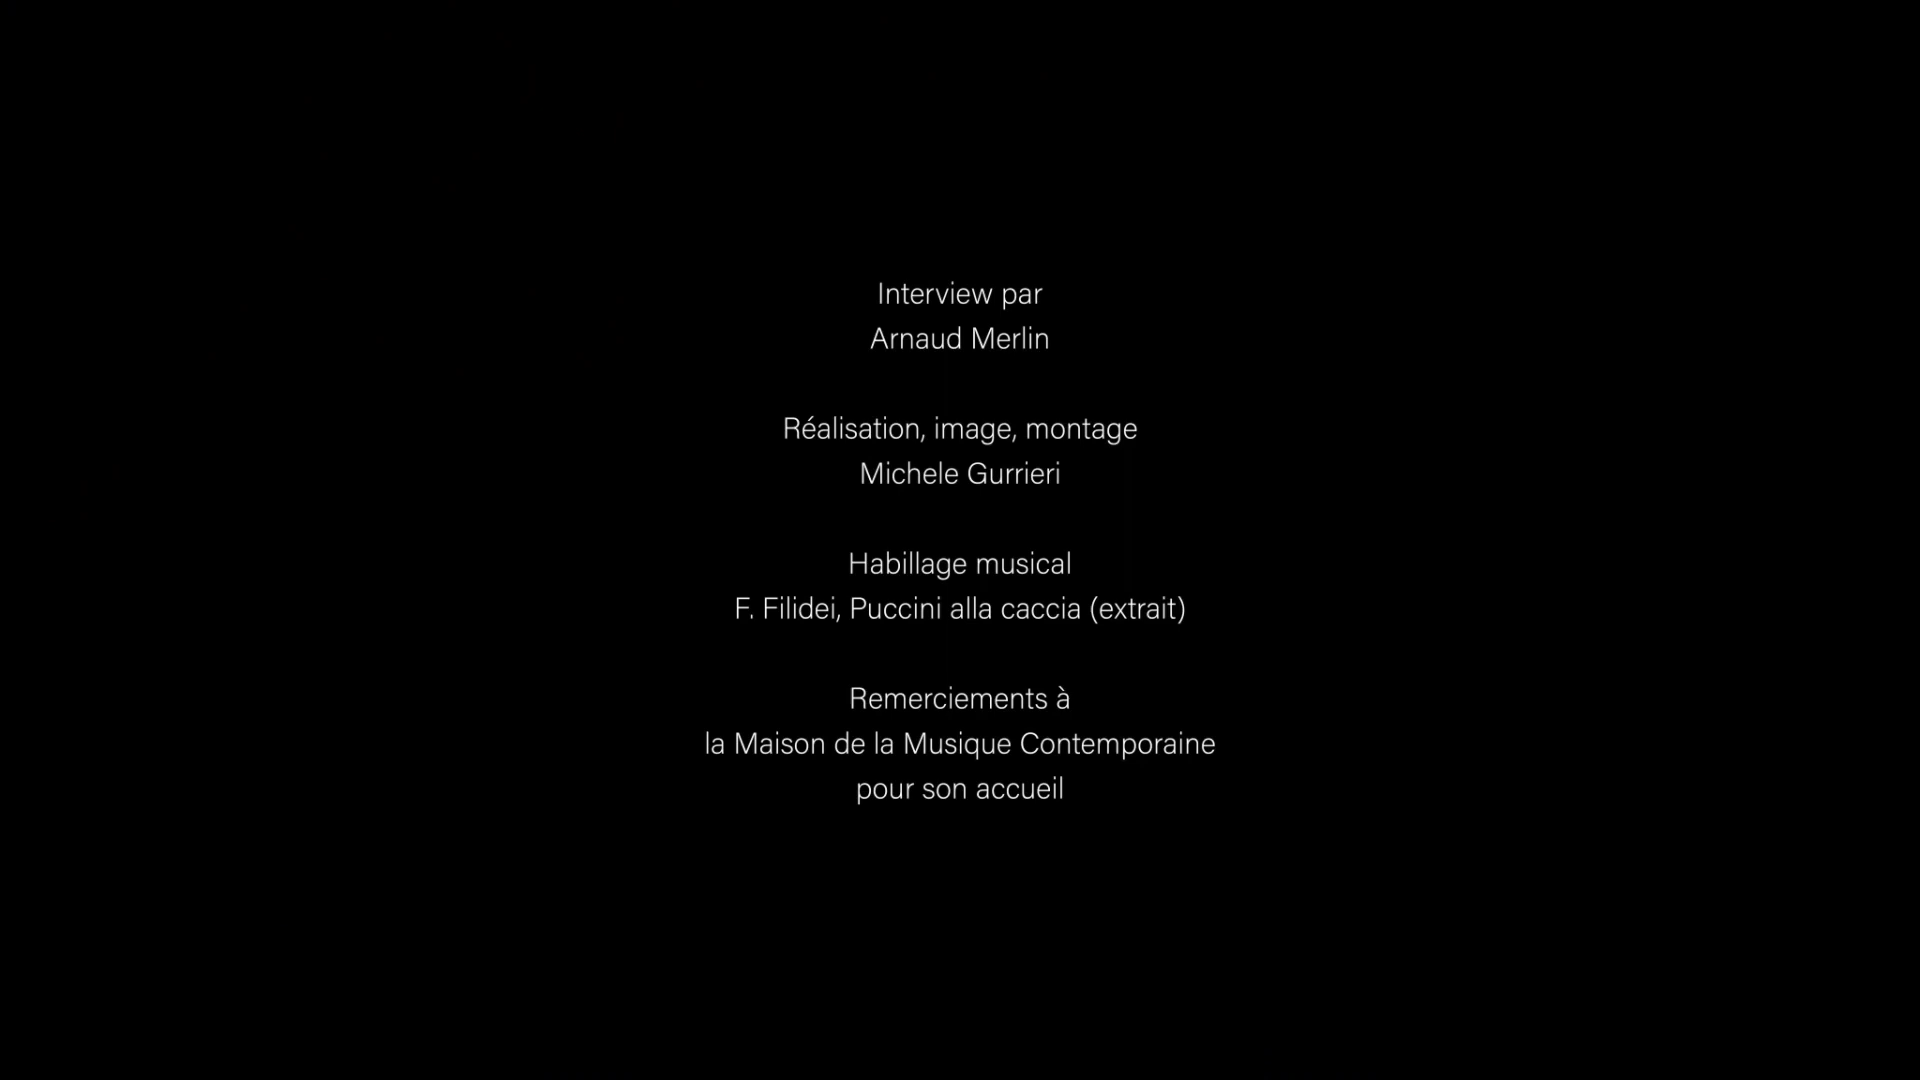 Interview par
Arnaud Merlin
Réalisation, image, montage
Michele Gurrieri
Habillage musical
F. Filidei, Puccini alla caccia (extrait)
Remerciements à
la Maison de la Musique Contemporaine
pour son accueil